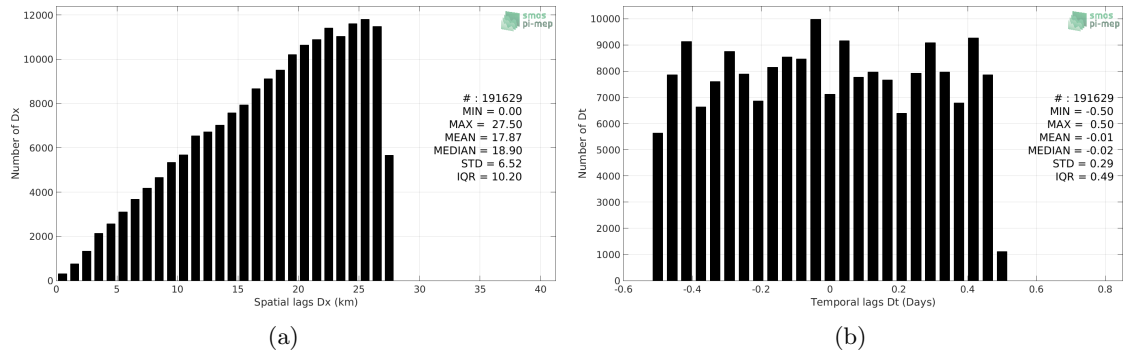 12000
10000
8000
6000
4000
2000
0
Number of Dx
smos
pi-mep
# : 191629
MIN = 0.00
MAX = 27.50
MEAN = 17.87
MEDIAN = 18.90
STD = 6.52
IQR = 10.20
0 5 10 15 20 25 30 35 40
Spatial lags Dx (km)
(a)
10000
9000
8000
7000
6000
5000
4000
3000
2000
1000
0
Number of Dt
smos
pi-mep
# : 191629
MIN = -0.50
MAX = 0.50
MEAN = -0.01
MEDIAN = -0.02
STD = 0.29
IQR = 0.49
-0.6 -0.4 -0.2 0 0.2 0.4 0.6 0.8
Temporal lags Dt (Days)
(b)